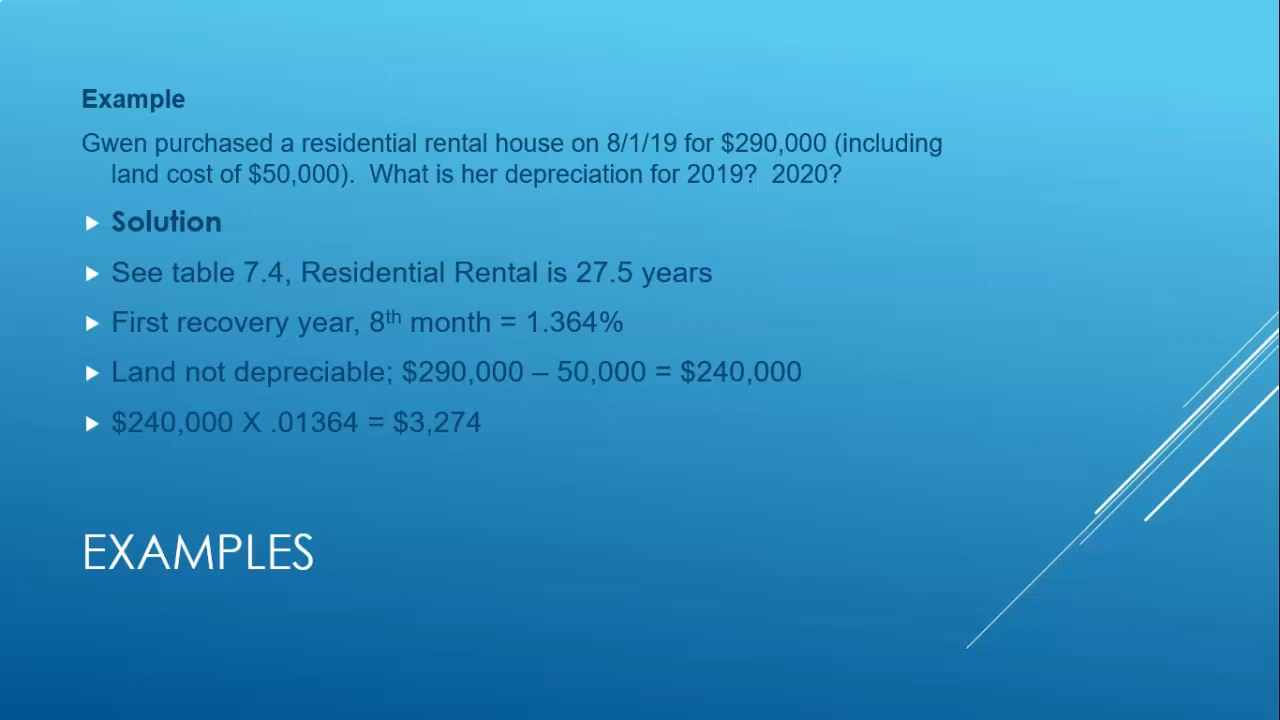 Example
Gwen purchased a residential rental house on 8/1/19 for $290,000 (including
land cost of $50,000).  What is her depreciation for 2019?  2020?
Solution
See table 7.4, Residential Rental is 27.5 years
First recovery year, 8th month = 1.364%
Land not depreciable; $290,000 – 50,000 = $240,000
$240,000 X .01364 = $3,274
EXAMPLES